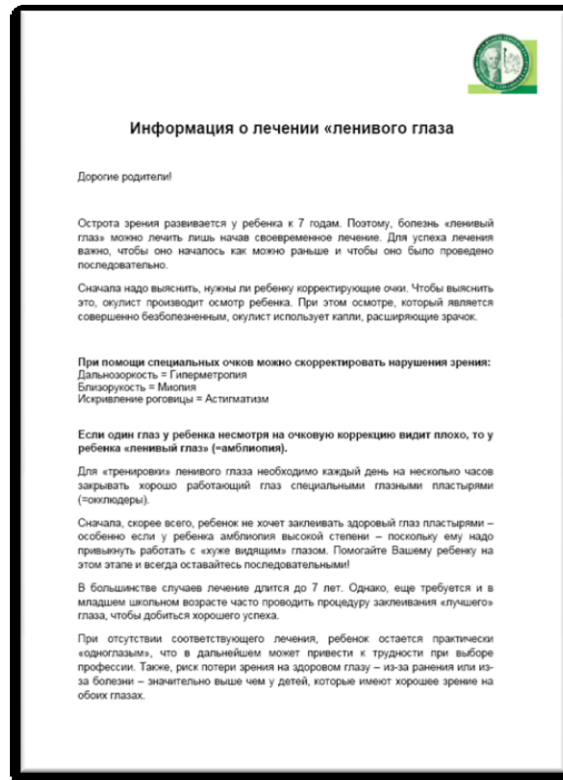 Информация о лечении «ленивого глаза
Дорогие родители!
Острота зрения развивается у ребенка к 7 годам. Поэтому, болезнь «ленивый
глаз» можно лечить лишь начав своевременное лечение. Для успеха лечения
важно, чтобы оно началось как можно раньше и чтобы оно было проведено
последовательно.
Сначала надо выяснить, нужны ли ребенку корректирующие очки. Чтобы выяснить
это, окулист производит осмотр ребенка. При этом осмотре, который является
совершенно безболезненным, окулист использует капли, расширяющие зрачок.
При помощи специальных очков можно скорректировать нарушения зрения:
Дальнозоркость = Гиперметропия
Близорукость = Миопия
Искривление роговицы = Астигматизм
Если один глаз у ребенка несмотря на очковую коррекцию видит плохо, то у
ребенка «ленивый глаз» (=амблиопия).
Для «тренировки» ленивого глаза необходимо каждый день на несколько часов
закрывать хорошо работающий глаз специальными глазными пластырями
(=окклюдеры).
Сначала, скорее всего, ребенок не хочет заклеивать здоровый глаз пластырями –
особенно если у ребенка амблиопия высокой степени – поскольку ему надо
привыкнуть работать с «хуже видящим» глазом. Помогайте Вашему ребенку на
этом этапе и всегда оставайтесь последовательными!
В большинстве случаев лечение длится до 7 лет. Однако, еще требуется и в
младшем школьном возрасте часто проводить процедуру заклеивания «лучшего»
глаза, чтобы добиться хорошего успеха.
При отсутствии соответствующего лечения, ребенок остается практически
«одноглазым», что в дальнейшем может привести к трудности при выборе
профессии. Также, риск потери зрения на здоровом глазу – из-за ранения или из-
за болезни – значительно выше чем у детей, которые имеют хорошее зрение на
обоих глазах.